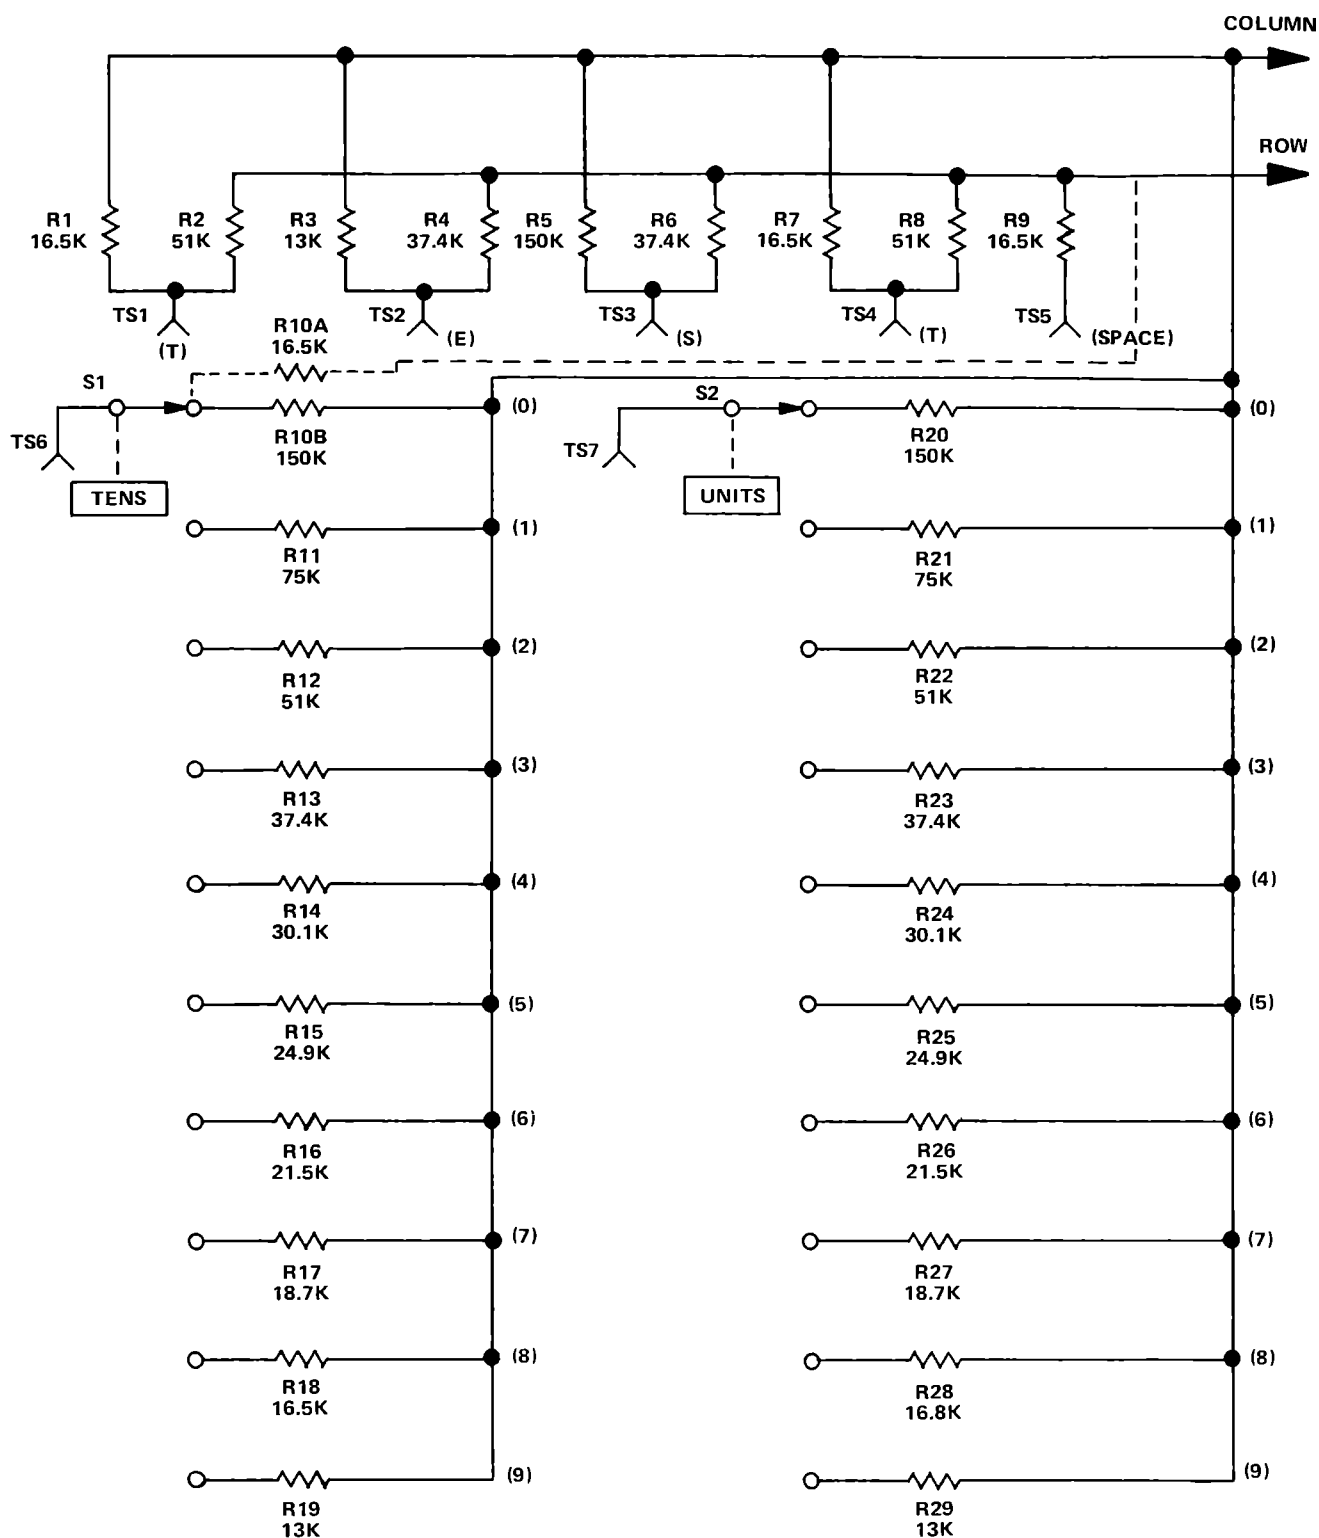 COLUMN
ROW
R1
16.5K
R2
51K
R3
13K
R4
37.4K
R5
150K
R6
37.4K
R7
16.5K
R8
51K
R9
16.5K
TS1
(T)
TS2
(E)
TS3
(S)
TS4
(T)
TS5
(SPACE)
R10A
16.5K
S1
TS6
TENS
R10B
150K
(0)
S2
TS7
UNITS
R20
150K
(0)
R11
75K
(1)
R21
75K
(1)
R12
51K
(2)
R22
51K
(2)
R13
37.4K
(3)
R23
37.4K
(3)
R14
30.1K
(4)
R24
30.1K
(4)
R15
24.9K
(5)
R25
24.9K
(5)
R16
21.5K
(6)
R26
21.5K
(6)
R17
18.7K
(7)
R27
18.7K
(7)
R18
16.5K
(8)
R28
16.8K
(8)
R19
13K
(9)
R29
13K
(9)